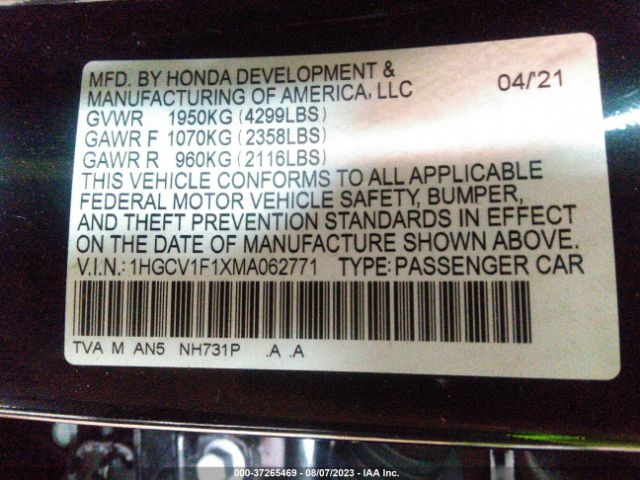 MFD. BY HONDA DEVELOPMENT & 04/21
MANUFACTURING OF AMERICA, LLC
GVWR 1950KG (4299LBS)
GAWR F 1070KG (2358LBS)
GAWR R 960KG (2116LBS)
THIS VEHICLE CONFORMS TO ALL APPLICABLE
FEDERAL MOTOR VEHICLE SAFETY, BUMPER,
AND THEFT PREVENTION STANDARDS IN EFFECT
ON THE DATE OF MANUFACTURE SHOWN ABOVE.
V.I.N.: 1HGCV1F1XMA062771 TYPE: PASSENGER CAR
TVA M AN5 NH731P .A .A
000-37265469 - 08/07/2023 - IAA Inc.